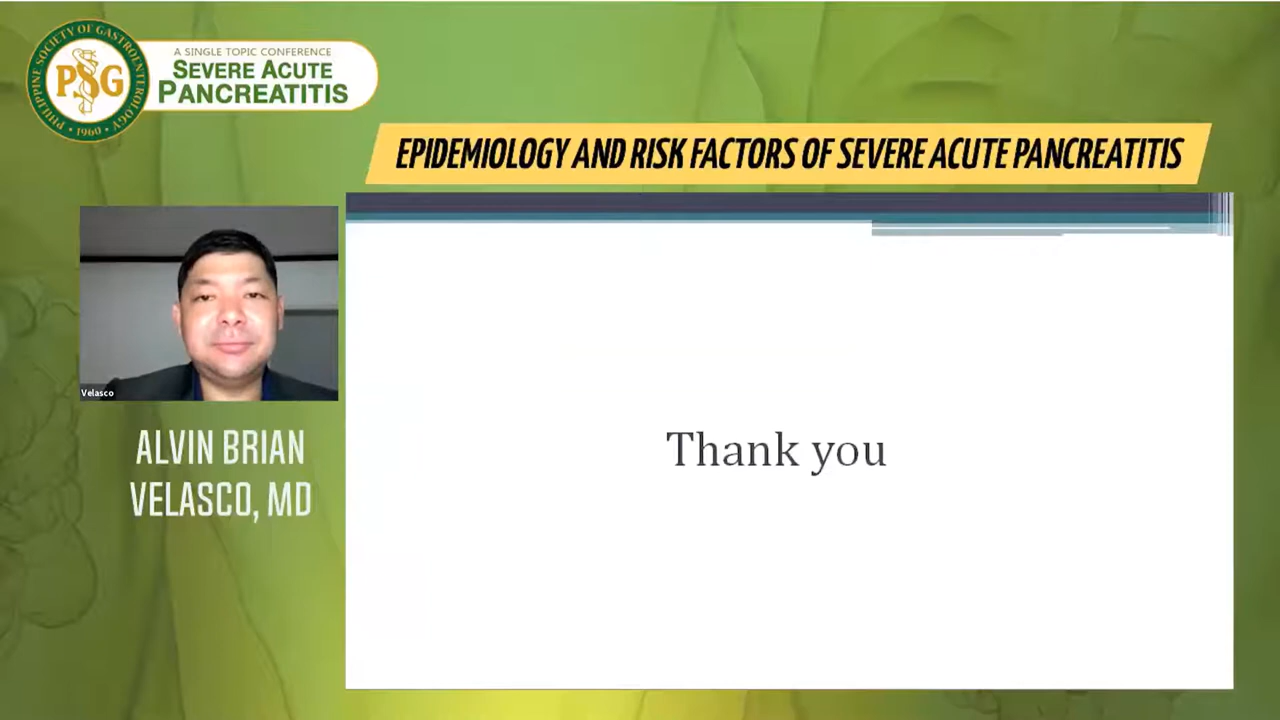 PHILIPPINE SOCIETY OF GASTROENTEROLOGY
PSG
• 1960 •
A SINGLE TOPIC CONFERENCE
SEVERE ACUTE
PANCREATITIS
EPIDEMIOLOGY AND RISK FACTORS OF SEVERE ACUTE PANCREATITIS
Velasco
ALVIN BRIAN
VELASCO, MD
Thank you